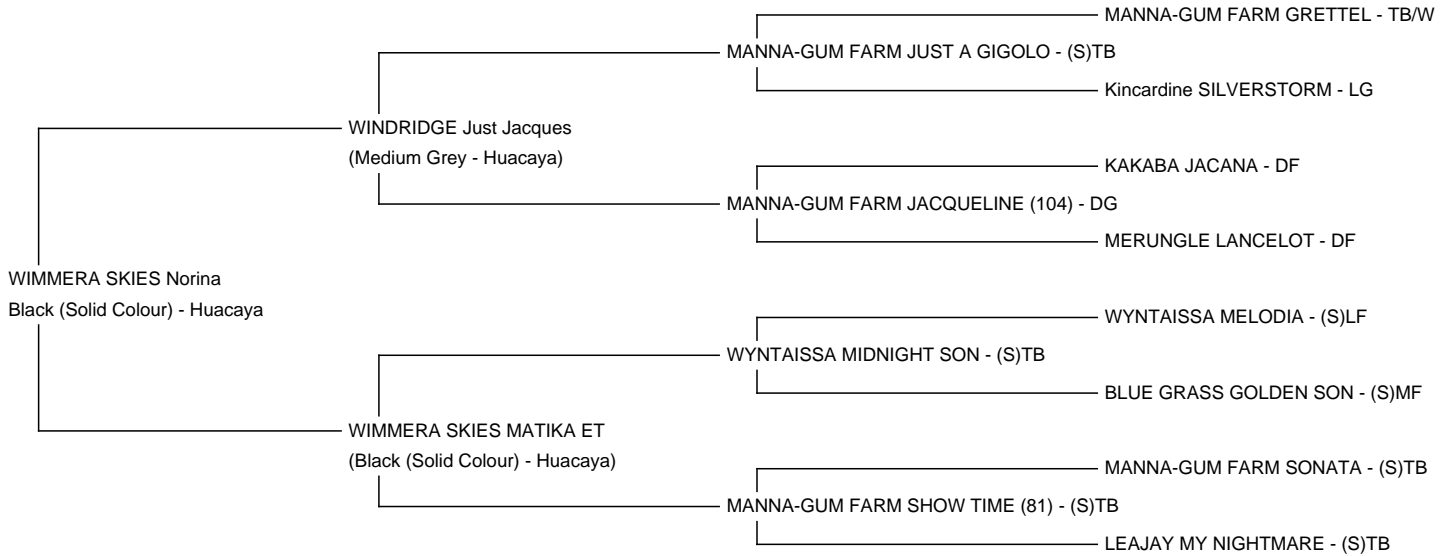 MANNA-GUM FARM GRETTEL - TB/W
MANNA-GUM FARM JUST A GIGOLO - (S)TB
Kincardine SILVERSTORM - LG
WINDRIDGE Just Jacques
(Medium Grey - Huacaya)
KAKABA JACANA - DF
MANNA-GUM FARM JACQUELINE (104) - DG
MERUNGLE LANCELOT - DF
WIMMERA SKIES Norina
Black (Solid Colour) - Huacaya
WYNTAISSA MELODIA - (S)LF
WYNTAISSA MIDNIGHT SON - (S)TB
BLUE GRASS GOLDEN SON - (S)MF
WIMMERA SKIES MATIKA ET
(Black (Solid Colour) - Huacaya)
MANNA-GUM FARM SONATA - (S)TB
MANNA-GUM FARM SHOW TIME (81) - (S)TB
LEAJAY MY NIGHTMARE - (S)TB